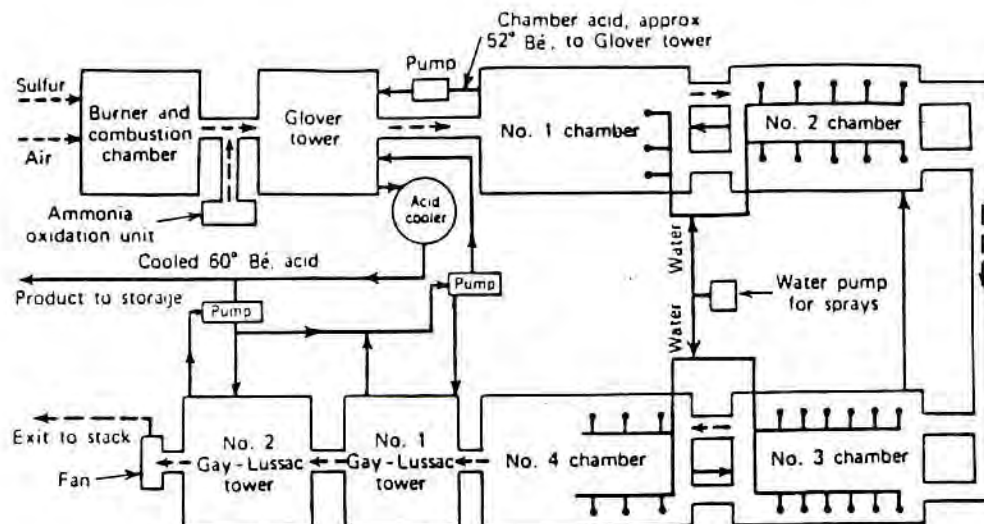 Chamber acid, approx
52° Bé. to Glover tower
Pump
Sulfur
Air
Burner and
combustion
chamber
Glover
tower
No. 1 chamber
No. 2 chamber
Ammonia
oxidation unit
Acid
cooler
Cooled 60° Bé. acid
Product to storage
Pump
Pump
Water
Water
Water pump
for sprays
Exit to stack
Fan
No. 2
Gay-Lussac
tower
No. 1
Gay-Lussac
tower
No. 4 chamber
No. 3 chamber